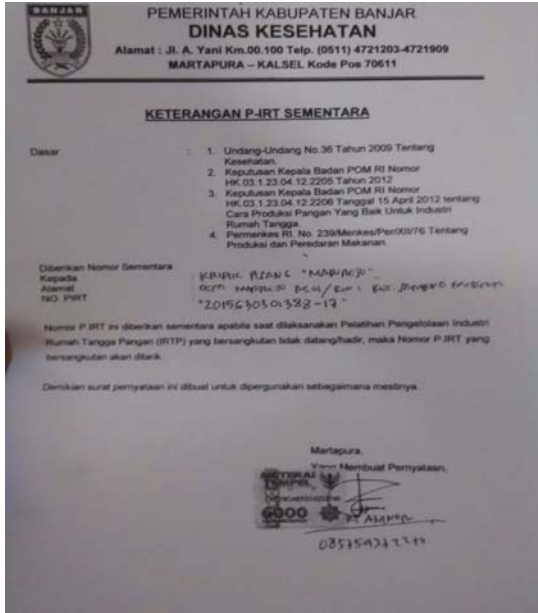 BANJAR
PEMERINTAH KABUPATEN BANJAR
DINAS KESEHATAN
Alamat : Jl. A. Yani Km.00.100 Telp. (0511) 4721203-4721909
MARTAPURA – KALSEL Kode Pos 70611
KETERANGAN P-IRT SEMENTARA
Dasar : 1. Undang-Undang No.36 Tahun 2009 Tentang
Kesehatan.
2. Keputusan Kepala Badan POM RI Nomor
HK.03.1.23.04.12.2205 Tahun 2012
3. Keputusan Kepala Badan POM RI Nomor
HK.03.1.23.04.12.2206 Tanggal 15 April 2012 tentang
Cara Produksi Pangan Yang Baik Untuk Industri
Rumah Tangga.
4. Permenkes RI. No. 239/Menkes/Per/XII/76 Tentang
Produksi dan Peredaran Makanan.
Diberikan Nomor Sementara
Kepada :
Alamat :
NO. PIRT : "2015630301388-17"
Nomor P.IRT ini diberikan sementara apabila saat dilaksanakan Pelatihan Pengelolaan Industri
Rumah Tangga Pangan (IRTP) yang bersangkutan tidak datang/hadir, maka Nomor P.IRT yang
bersangkutan akan ditarik.
Demikian surat pernyataan ini dibuat untuk dipergunakan sebagaimana mestinya.
Martapura,
Yang Membuat Pernyataan,
METERAI
TEMPEL
6000